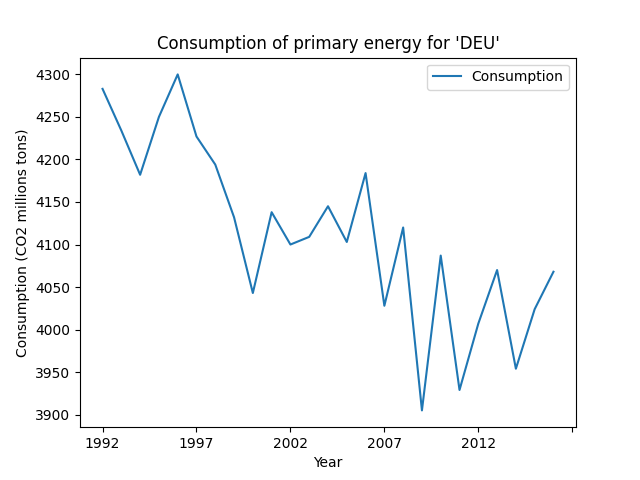 Consumption of primary energy for 'DEU'
Consumption
4300
4250
4200
4150
4100
4050
4000
3950
3900
Consumption (CO2 millions tons)
1992 1997 2002 2007 2012
Year